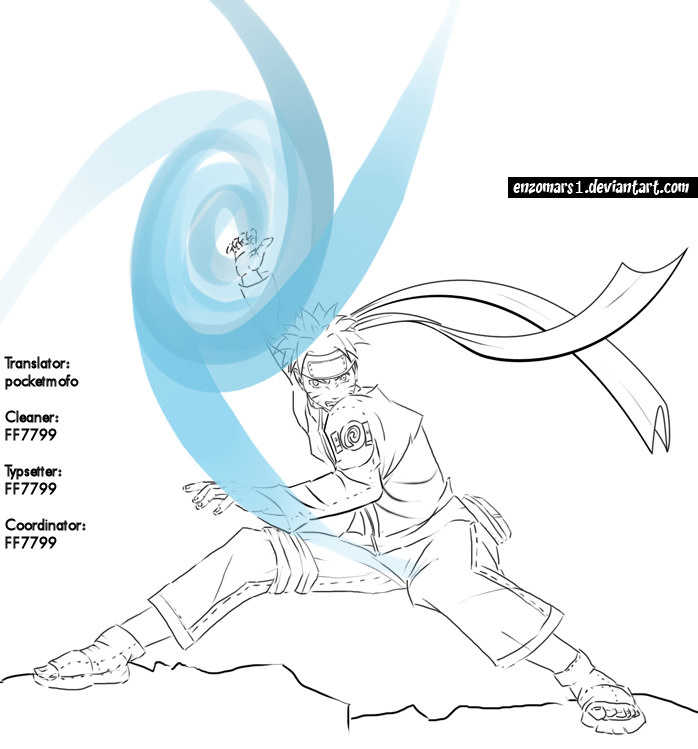 enzomars1.deviantart.com
Translator:
pocketmofo
Cleaner:
FF7799
Typsetter:
FF7799
Coordinator:
FF7799